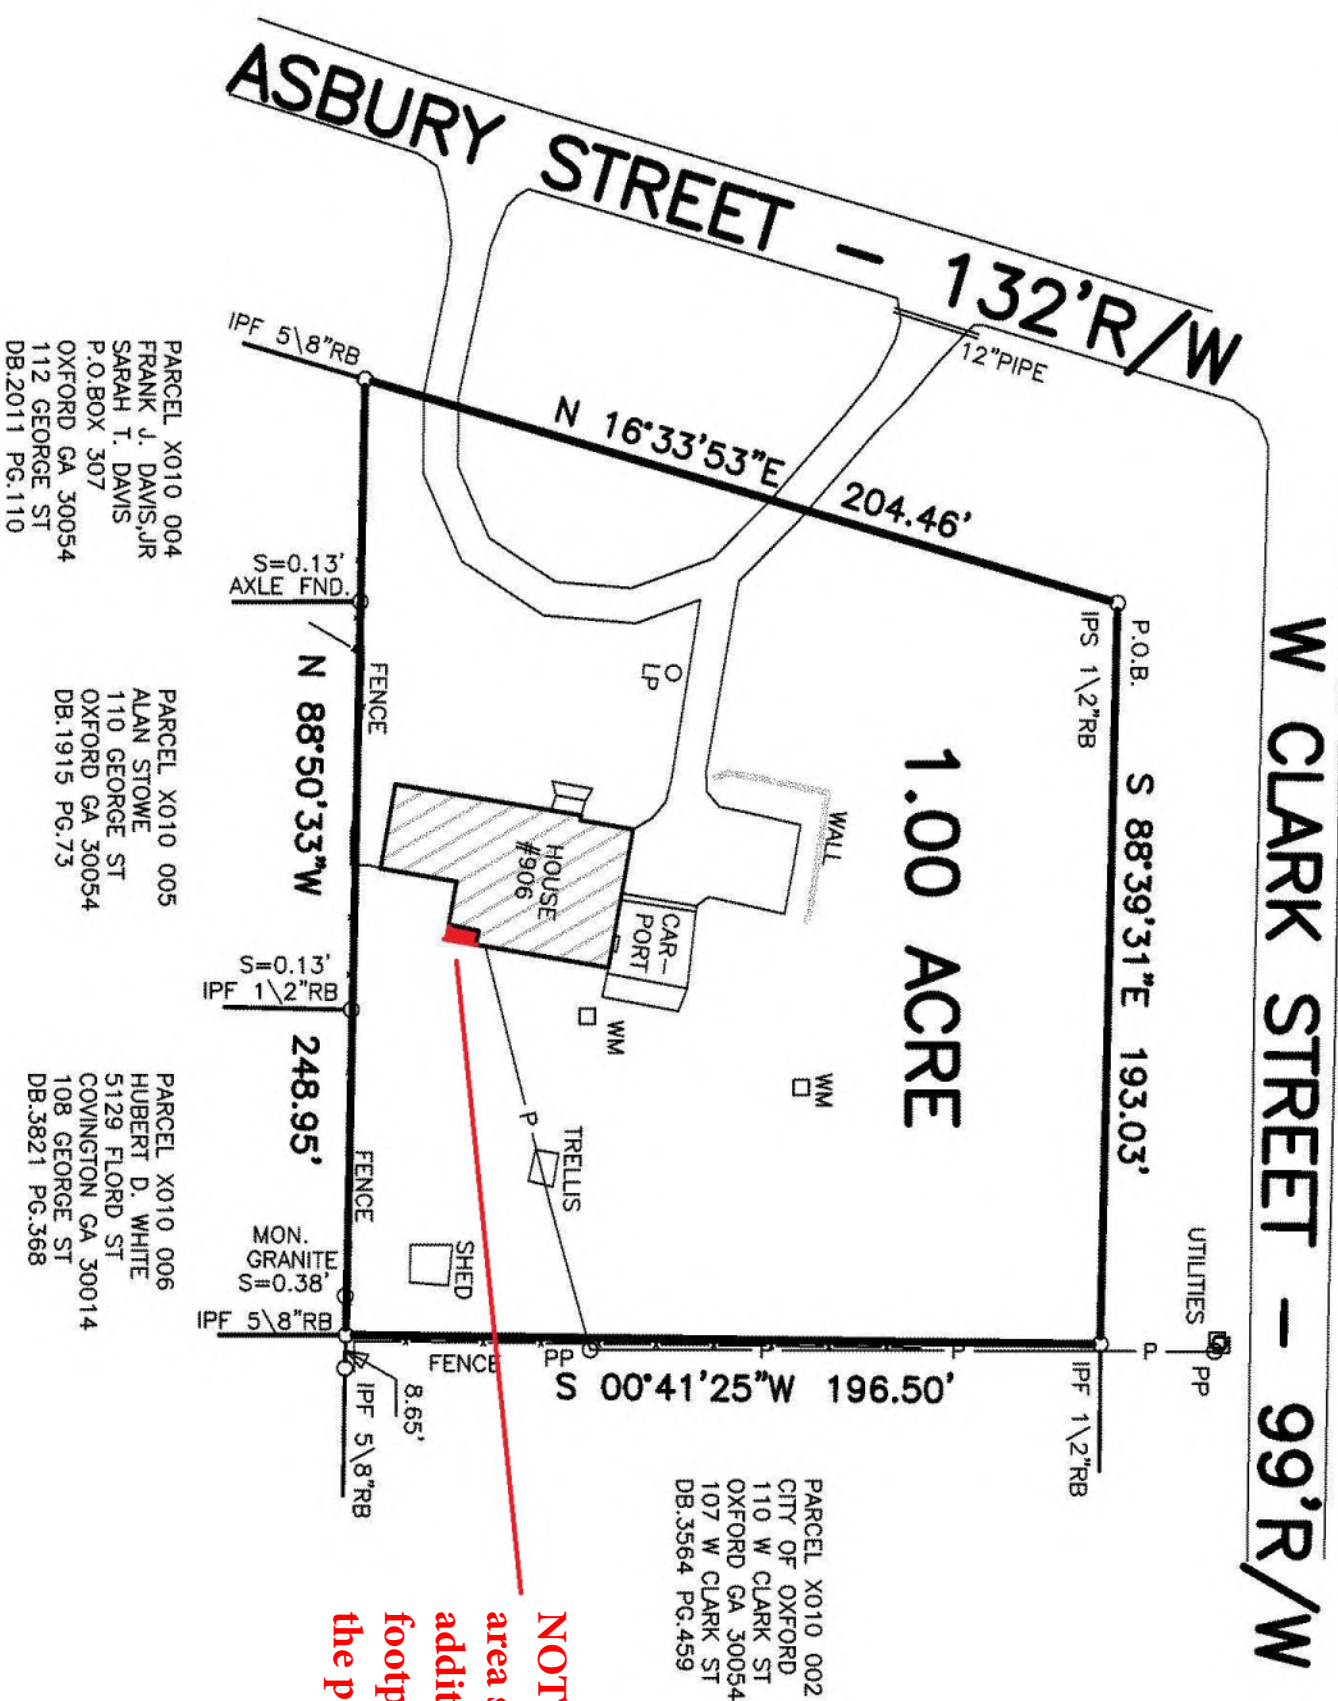 W CLARK STREET – 99'R/W
ASBURY STREET – 132'R/W
12"PIPE
UTILITIES
PP
P
P.O.B.
IPS 1\2"RB
S 88°39'31"E 193.03'
IPF 1\2"RB
N 16°33'53"E 204.46'
1.00 ACRE
WALL
WM
LP
CAR-
PORT
WM
HOUSE
#906
TRELLIS
P
SHED
P
P
PP
FENCE
S 00°41'25"W 196.50'
PARCEL X010 002
CITY OF OXFORD
110 W CLARK ST
OXFORD GA 30054
107 W CLARK ST
DB.3564 PG.459
IPF 5\8"RB
FENCE
FENCE
S=0.13'
AXLE FND.
N 88°50'33"W 248.95'
S=0.13'
IPF 1\2"RB
MON.
GRANITE
S=0.38'
IPF 5\8"RB
8.65'
IPF 5\8"RB
PARCEL X010 004
FRANK J. DAVIS,JR
SARAH T. DAVIS
P.O.BOX 307
OXFORD GA 30054
112 GEORGE ST
DB.2011 PG.110
PARCEL X010 005
ALAN STOWE
110 GEORGE ST
OXFORD GA 30054
DB.1915 PG.73
PARCEL X010 006
HUBERT D. WHITE
5129 FLORD ST
COVINGTON GA 30014
108 GEORGE ST
DB.3821 PG.368
NOT
area s
addit
footp
the p